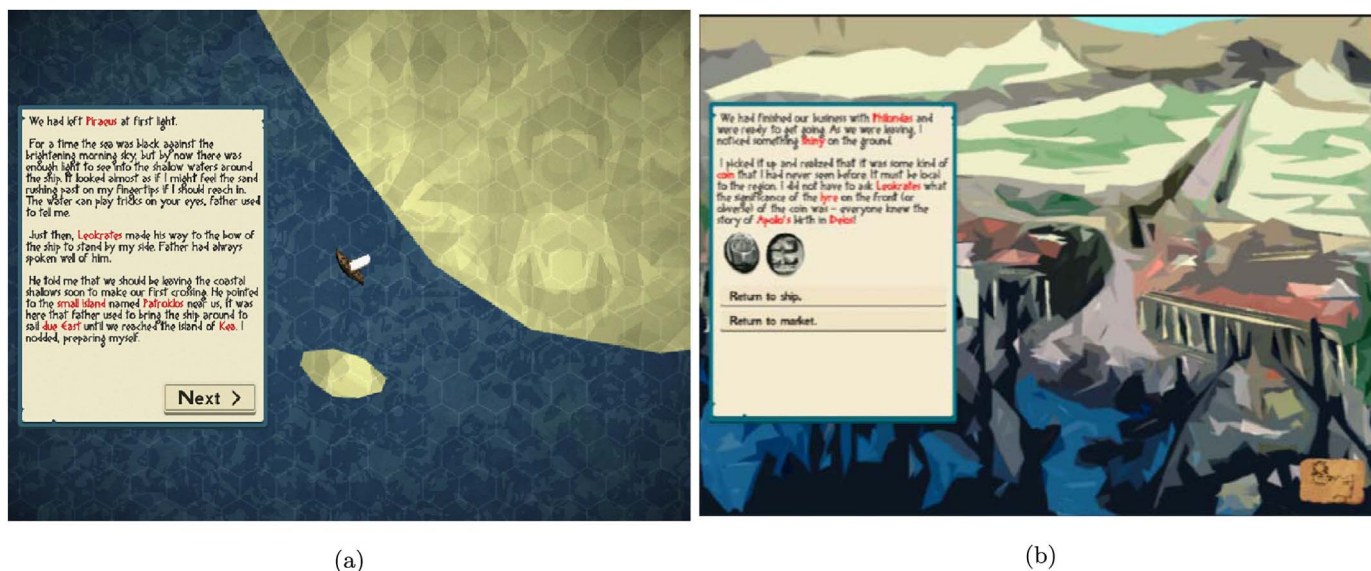 We had left Piraeus at first light.
For a time the sea was black against the
brightening morning sky, but by now there was
enough light to see into the shallow waters around
the ship. It looked almost as if I might feel the sand
rushing past on my fingertips if I should reach in.
The water can play tricks on your eyes, Father used
to tell me.
Just then, Leokrates made his way to the bow of
the ship to stand by my side. Father had always
spoken well of him.
He told me that we should be leaving the coastal
shallows soon to make our first crossing. He pointed
to the small island named Patroklos near us, it was
here that father used to bring the ship around to
sail due East until we reached the island of Kea. I
nodded, preparing myself.
Next >
(a)
We had finished our business with Philondas and
were ready to get going. As we were leaving, I
noticed something shiny on the ground.
I picked it up and realized that it was some kind of
coin that I had never seen before. It must be local
to the region. I did not have to ask Leokrates what
the significance of the lyre on the front (or
obverse) of the coin was – everyone knew the
story of Apolo's birth in Delos!
Return to ship.
Return to market.
(b)